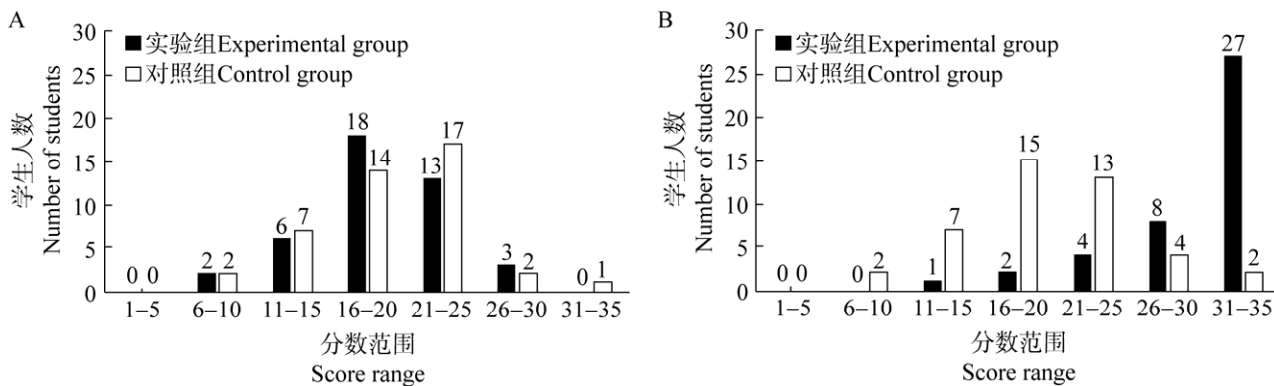 A
学生人数
Number of students
30
25
20
15
10
5
0
实验组Experimental group
对照组Control group
0 0
2 2
6 7
18 14
13 17
3 2
0 1
1–5 6–10 11–15 16–20 21–25 26–30 31–35
分数范围
Score range
B
学生人数
Number of students
30
25
20
15
10
5
0
实验组Experimental group
对照组Control group
0 0
0 2
1 7
2 15
4 13
8 4
27 2
1–5 6–10 11–15 16–20 21–25 26–30 31–35
分数范围
Score range